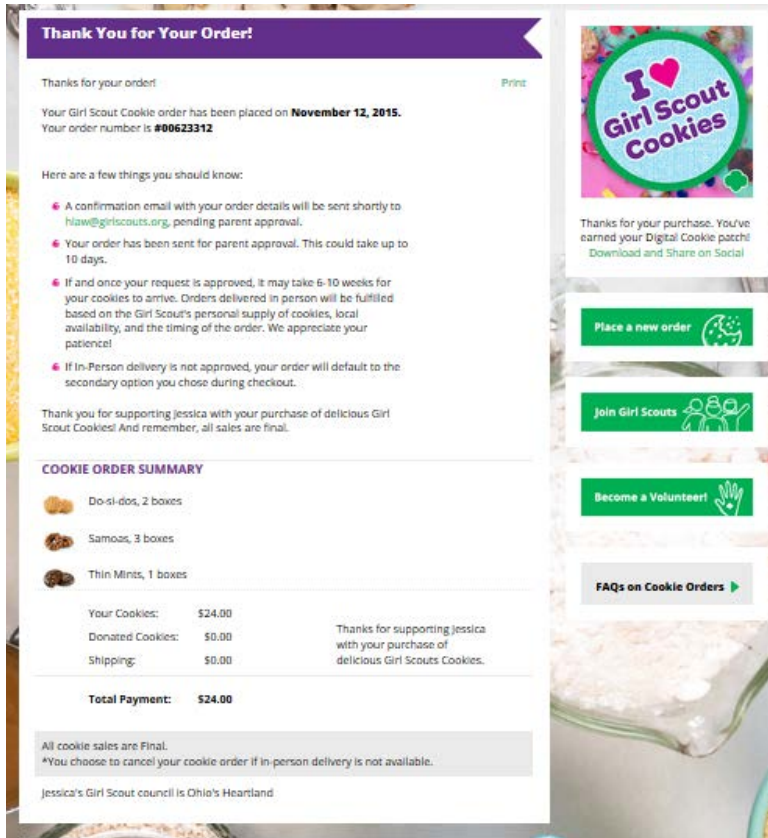 Thank You for Your Order!
Thanks for your order!
Print
Your Girl Scout Cookie order has been placed on November 12, 2015.
Your order number is #00623312
Here are a few things you should know:
A confirmation email with your order details will be sent shortly to
hlaw@girlscouts.org, pending parent approval.
Your order has been sent for parent approval. This could take up to
10 days.
If and once your request is approved, it may take 6-10 weeks for
your cookies to arrive. Orders delivered in person will be fulfilled
based on the Girl Scout's personal supply of cookies, local
availability, and the timing of the order. We appreciate your
patience!
If In-Person delivery is not approved, your order will default to the
secondary option you chose during checkout.
Thank you for supporting Jessica with your purchase of delicious Girl
Scout Cookies! And remember, all sales are final.
COOKIE ORDER SUMMARY
Do-si-dos, 2 boxes
Samoas, 3 boxes
Thin Mints, 1 boxes
Your Cookies: $24.00
Donated Cookies: $0.00
Shipping: $0.00
Thanks for supporting Jessica
with your purchase of
delicious Girl Scouts Cookies.
Total Payment: $24.00
All cookie sales are Final.
*You choose to cancel your cookie order if in-person delivery is not available.
Jessica's Girl Scout council is Ohio's Heartland
I
Girl Scout
Cookies
Thanks for your purchase. You've
earned your Digital Cookie patch!
Download and Share on Social
Place a new order
Join Girl Scouts
Become a Volunteer!
FAQs on Cookie Orders